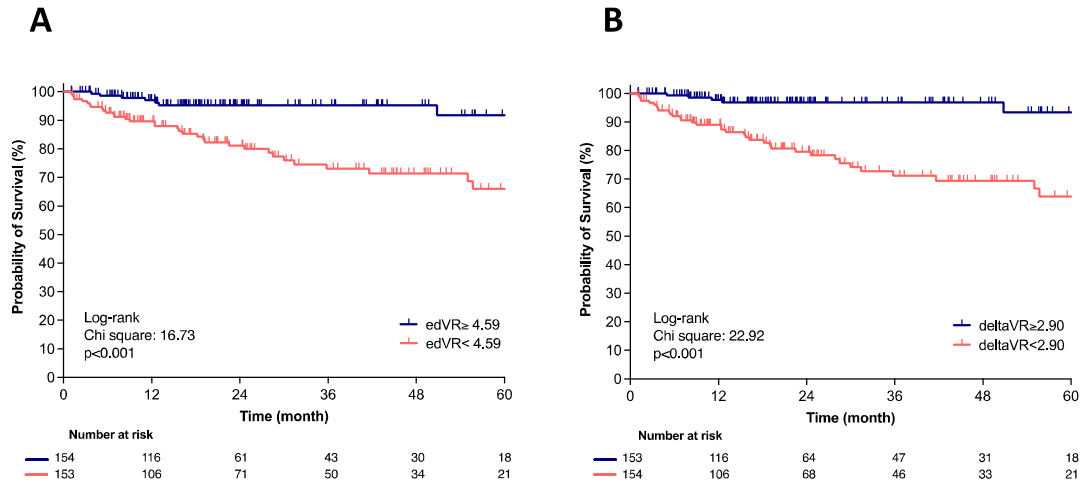 A
Probability of Survival (%)
100
90
80
70
60
50
40
30
20
10
0
Log-rank
Chi square: 16.73
p<0.001
edVR≥ 4.59
edVR< 4.59
0 12 24 36 48 60
Time (month)
Number at risk
154 116 61 43 30 18
153 106 71 50 34 21
B
Probability of Survival (%)
100
90
80
70
60
50
40
30
20
10
0
Log-rank
Chi square: 22.92
p<0.001
deltaVR≥2.90
deltaVR<2.90
0 12 24 36 48 60
Time (month)
Number at risk
153 116 64 47 31 18
154 106 68 46 33 21